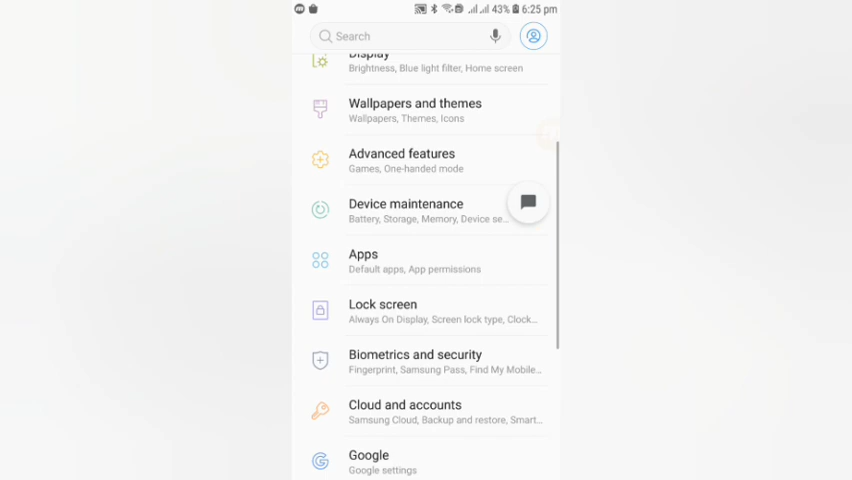 43% 6:25 pm
Search
Display
Brightness, Blue light filter, Home screen
Wallpapers and themes
Wallpapers, Themes, Icons
Advanced features
Games, One-handed mode
Device maintenance
Battery, Storage, Memory, Device se...
Apps
Default apps, App permissions
Lock screen
Always On Display, Screen lock type, Clock...
Biometrics and security
Fingerprint, Samsung Pass, Find My Mobile...
Cloud and accounts
Samsung Cloud, Backup and restore, Smart...
Google
Google settings